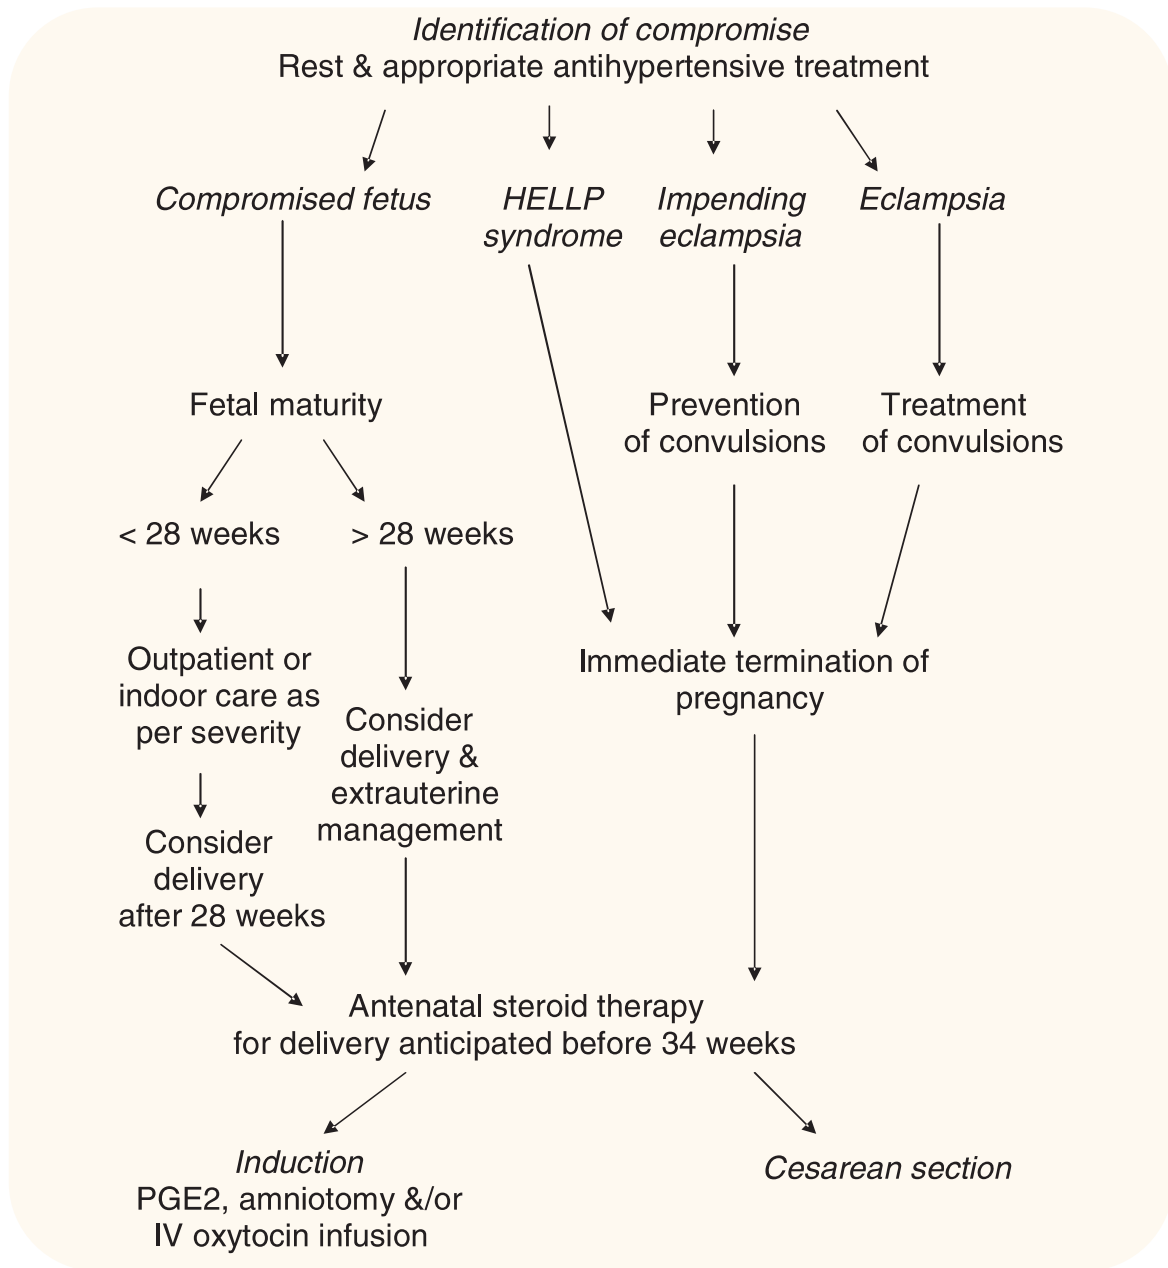 Identification of compromise
Rest & appropriate antihypertensive treatment
Compromised fetus
HELLP
syndrome
Impending
eclampsia
Eclampsia
Fetal maturity
Prevention
of convulsions
Treatment
of convulsions
< 28 weeks
> 28 weeks
Outpatient or
indoor care as
per severity
Consider
delivery &
extrauterine
management
Immediate termination of
pregnancy
Consider
delivery
after 28 weeks
Antenatal steroid therapy
for delivery anticipated before 34 weeks
Induction
PGE2, amniotomy &/or
IV oxytocin infusion
Cesarean section